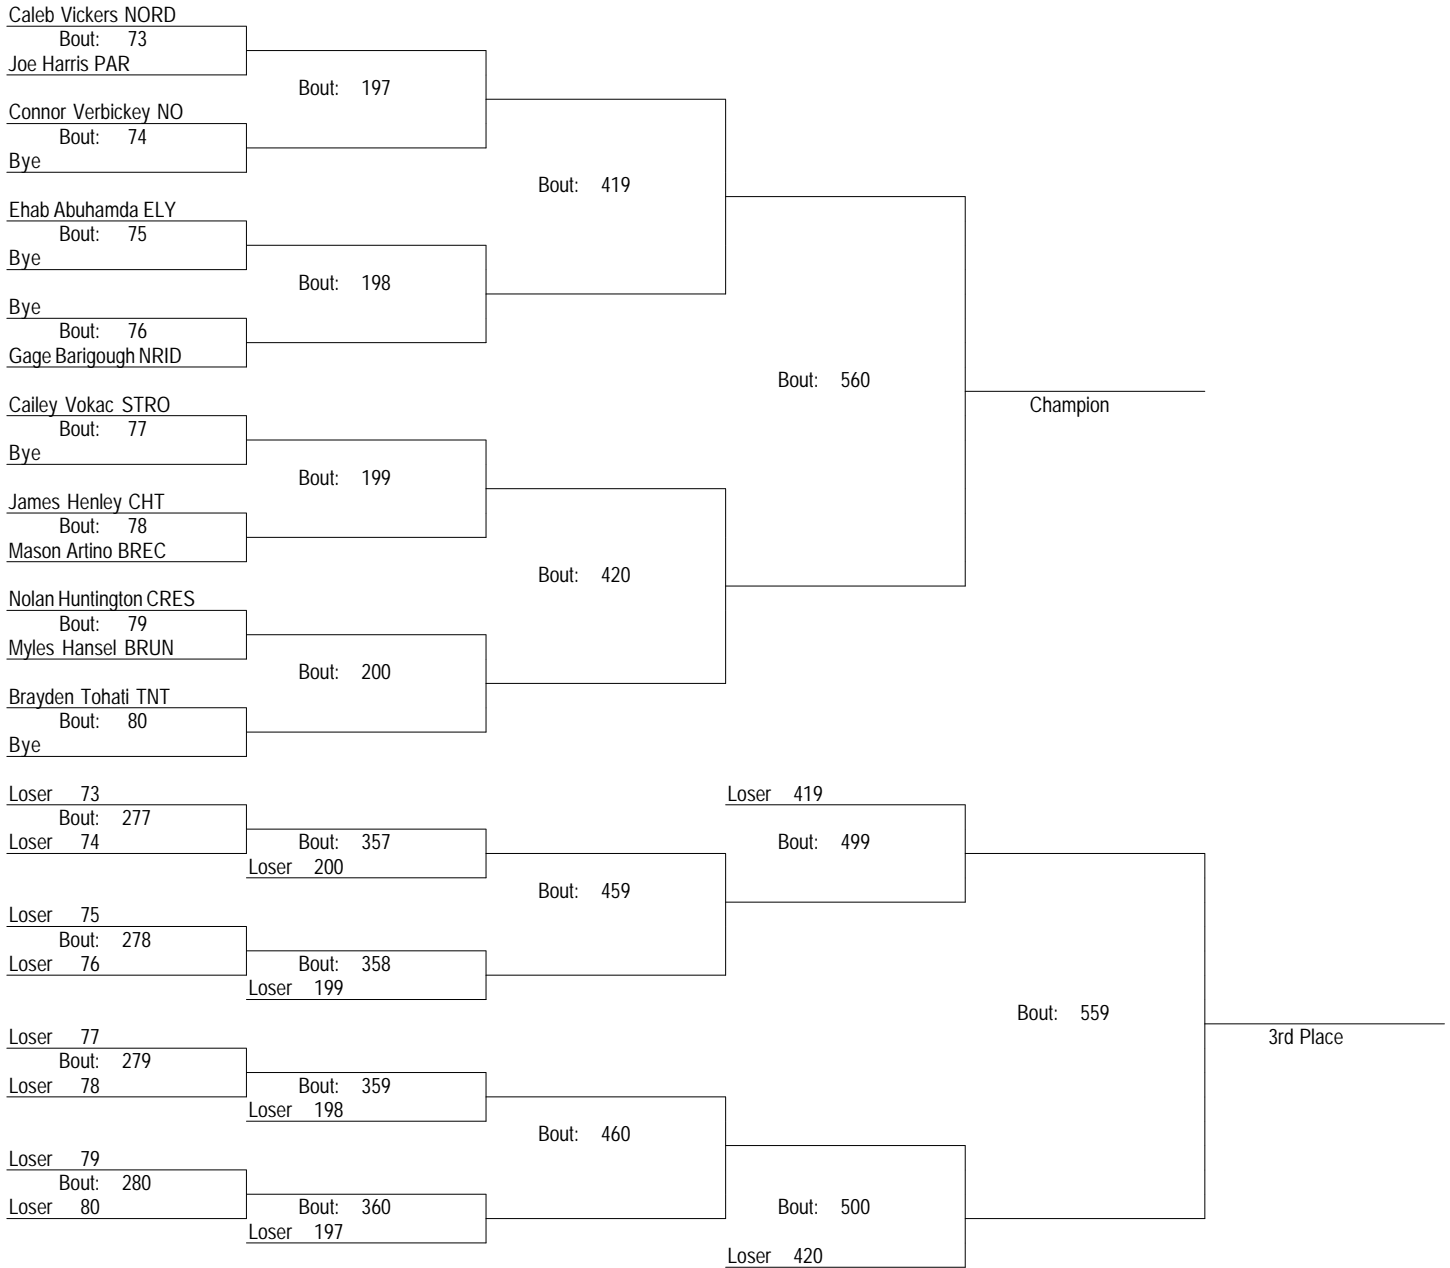 Caleb Vickers NORD
Bout: 73
Joe Harris PAR
Bout: 197
Connor Verbickey NO
Bout: 74
Bye
Bout: 419
Ehab Abuhamda ELY
Bout: 75
Bye
Bout: 198
Bye
Bout: 76
Gage Barigough NRID
Bout: 560
Champion
Cailey Vokac STRO
Bout: 77
Bye
Bout: 199
James Henley CHT
Bout: 78
Mason Artino BREC
Bout: 420
Nolan Huntington CRES
Bout: 79
Myles Hansel BRUN
Bout: 200
Brayden Tohati TNT
Bout: 80
Bye
Loser 73
Bout: 277
Loser 74
Bout: 357
Loser 200
Bout: 459
Loser 419
Bout: 499
Loser 75
Bout: 278
Loser 76
Bout: 358
Loser 199
Bout: 559
3rd Place
Loser 77
Bout: 279
Loser 78
Bout: 359
Loser 198
Bout: 460
Loser 79
Bout: 280
Loser 80
Bout: 360
Loser 197
Bout: 500
Loser 420